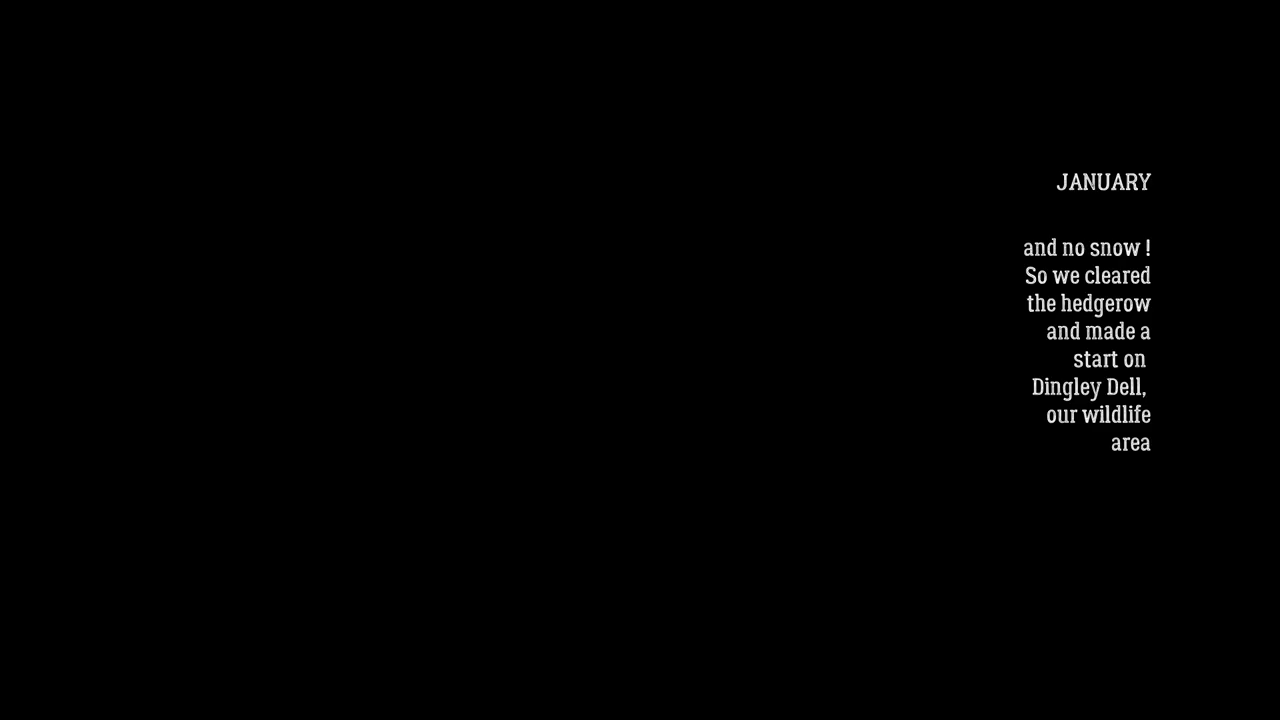 JANUARY
and no snow !
So we cleared
the hedgerow
and made a
start on
Dingley Dell,
our wildlife
area